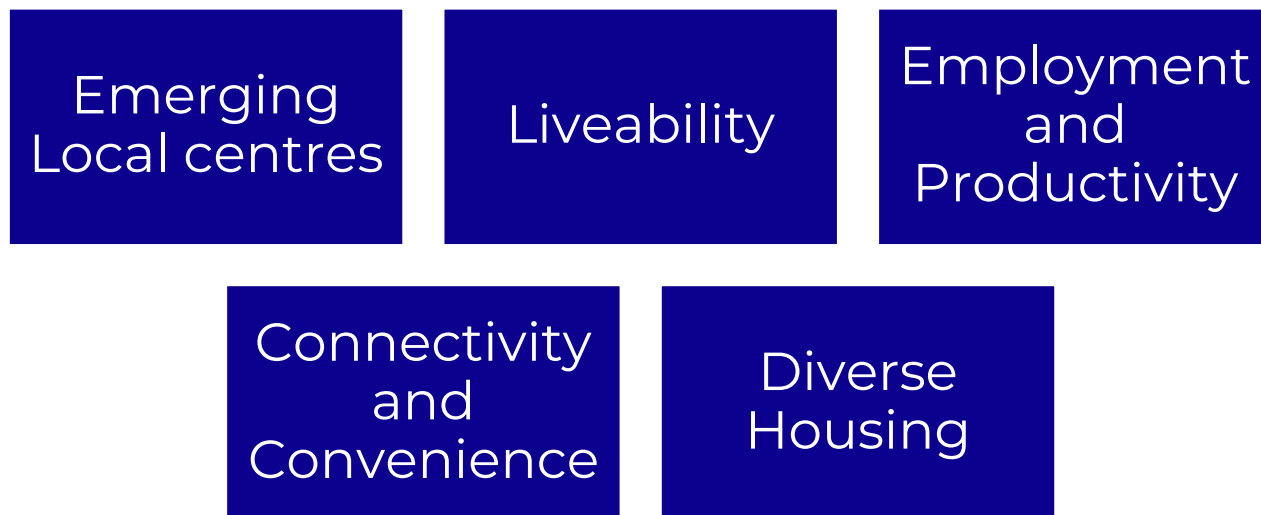 Emerging
Local centres
Liveability
Employment
and
Productivity
Connectivity
and
Convenience
Diverse
Housing